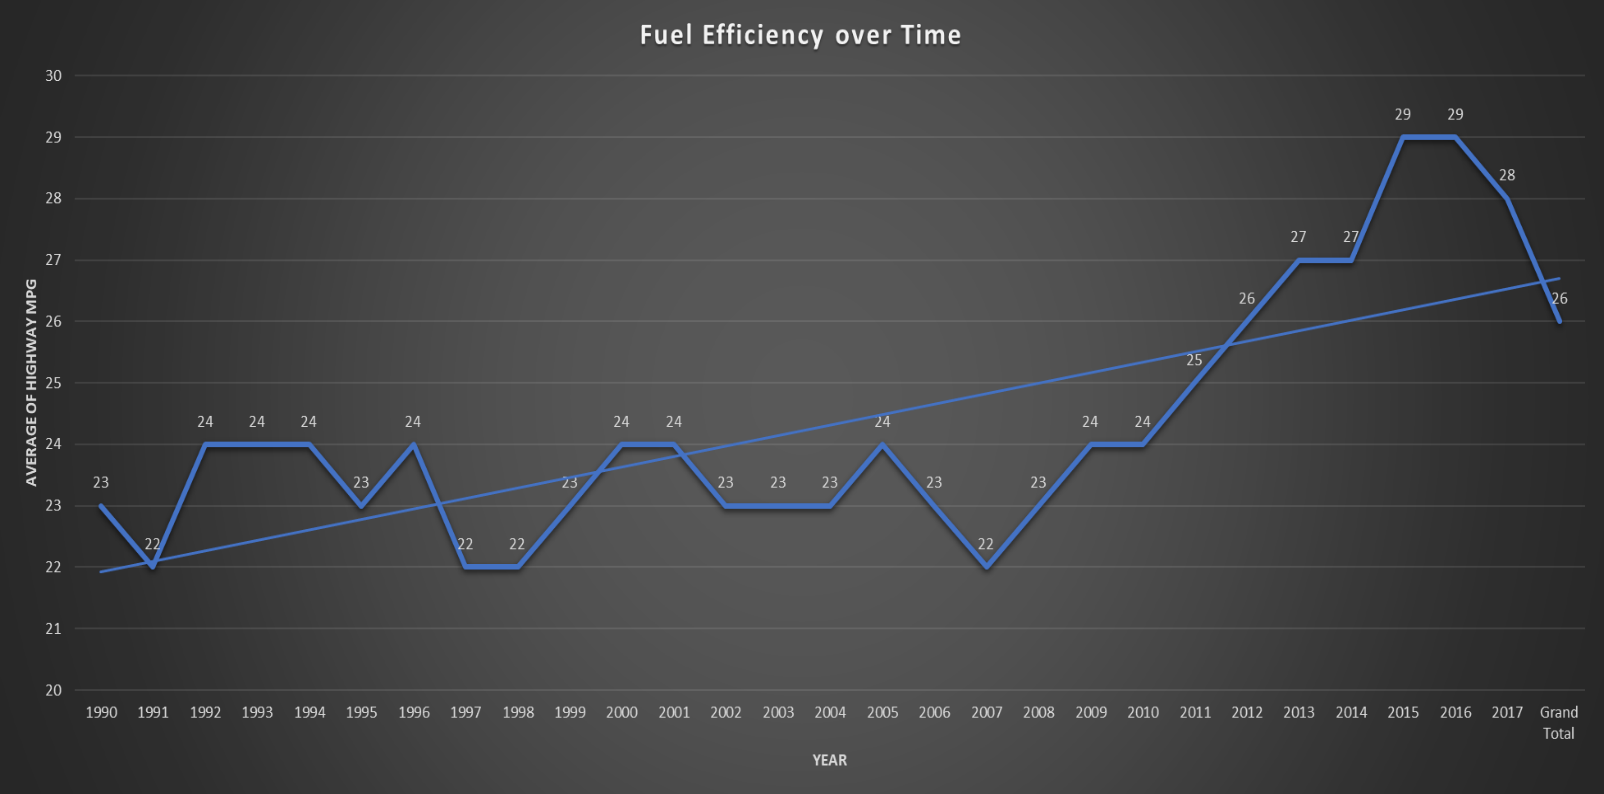 Fuel Efficiency over Time
AVERAGE OF HIGHWAY MPG
30
29
28
27
26
25
24
23
22
21
20
23 22 24 24 24 23 24 22 22 23 24 24 23 23 23 24 23 22 23 24 24 25 26 27 27 29 29 28 26
1990 1991 1992 1993 1994 1995 1996 1997 1998 1999 2000 2001 2002 2003 2004 2005 2006 2007 2008 2009 2010 2011 2012 2013 2014 2015 2016 2017 Grand
Total
YEAR